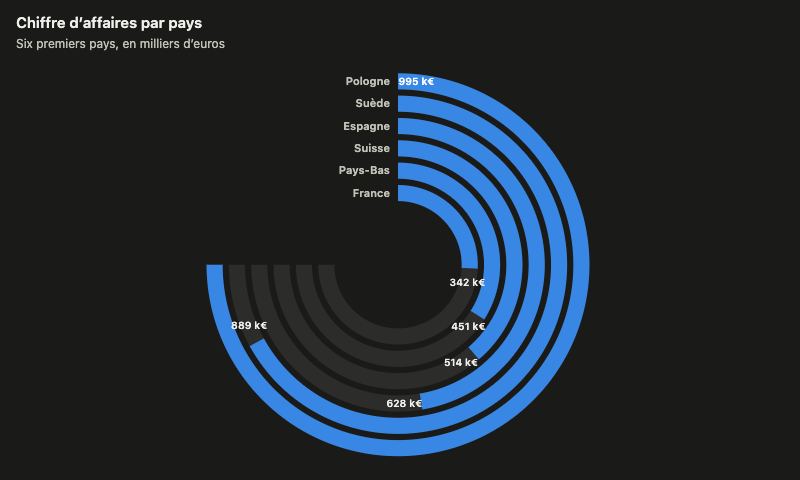 Chiffre d’affaires par pays
Six premiers pays, en milliers d’euros
Pologne
995 k€
Suède
Espagne
Suisse
Pays-Bas
France
342 k€
889 k€
451 k€
514 k€
628 k€